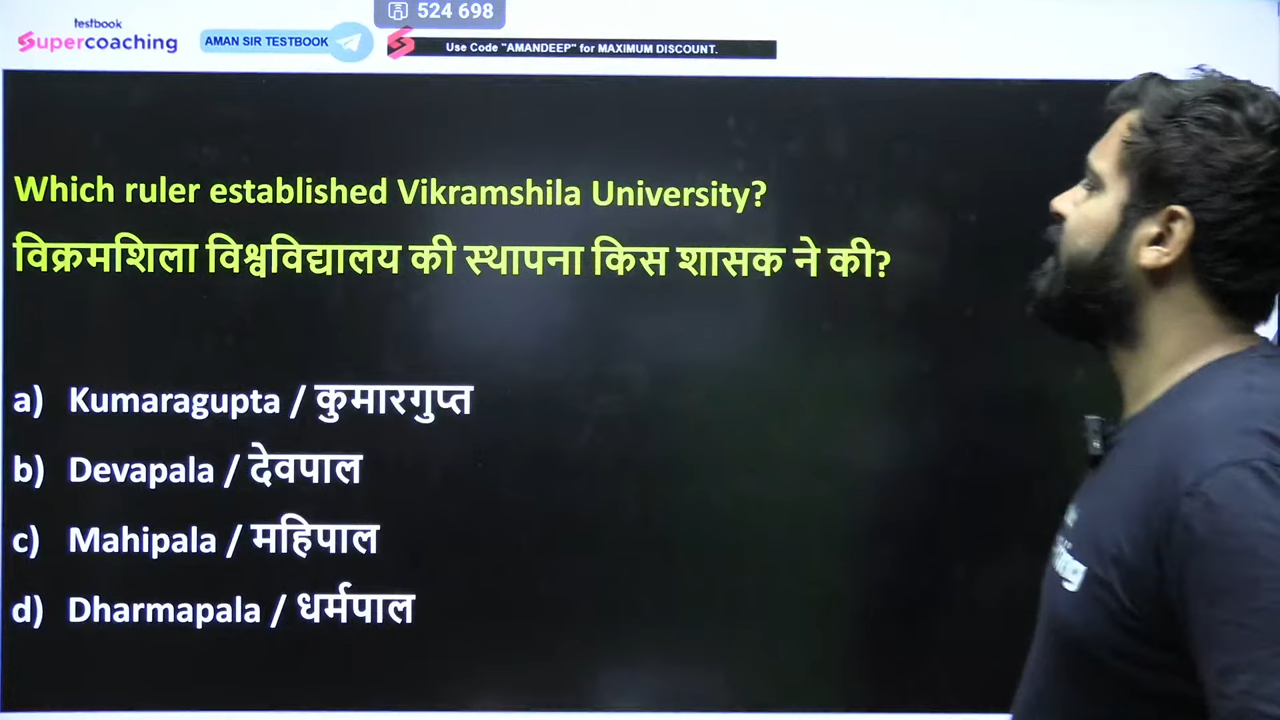 524 698
testbook
Supercoaching
AMAN SIR TESTBOOK
Use Code "AMANDEEP" for MAXIMUM DISCOUNT.
Which ruler established Vikramshila University?
विक्रमशिला विश्वविद्यालय की स्थापना किस शासक ने की?
a) Kumaragupta / कुमारगुप्त
b) Devapala / देवपाल
c) Mahipala / महिपाल
d) Dharmapala / धर्मपाल